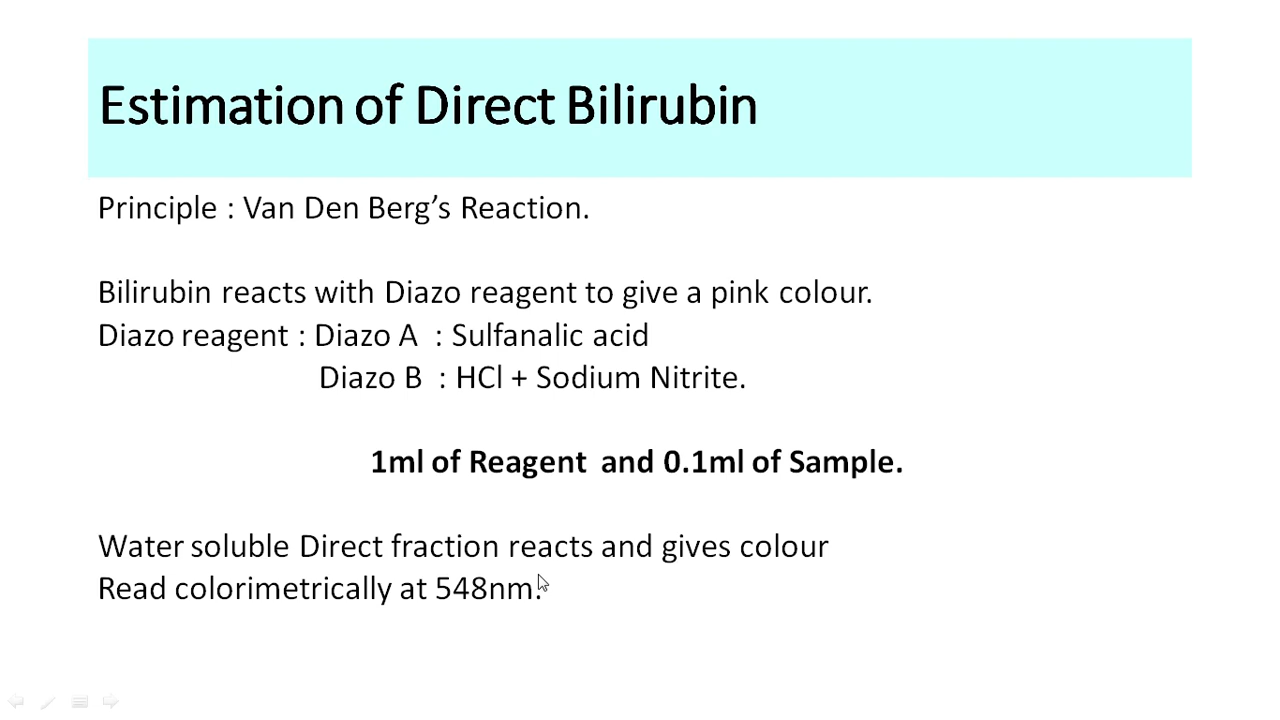 Estimation of Direct Bilirubin
Principle : Van Den Berg’s Reaction.
Bilirubin reacts with Diazo reagent to give a pink colour.
Diazo reagent : Diazo A : Sulfanalic acid
Diazo B : HCl + Sodium Nitrite.
1ml of Reagent and 0.1ml of Sample.
Water soluble Direct fraction reacts and gives colour
Read colorimetrically at 548nm.